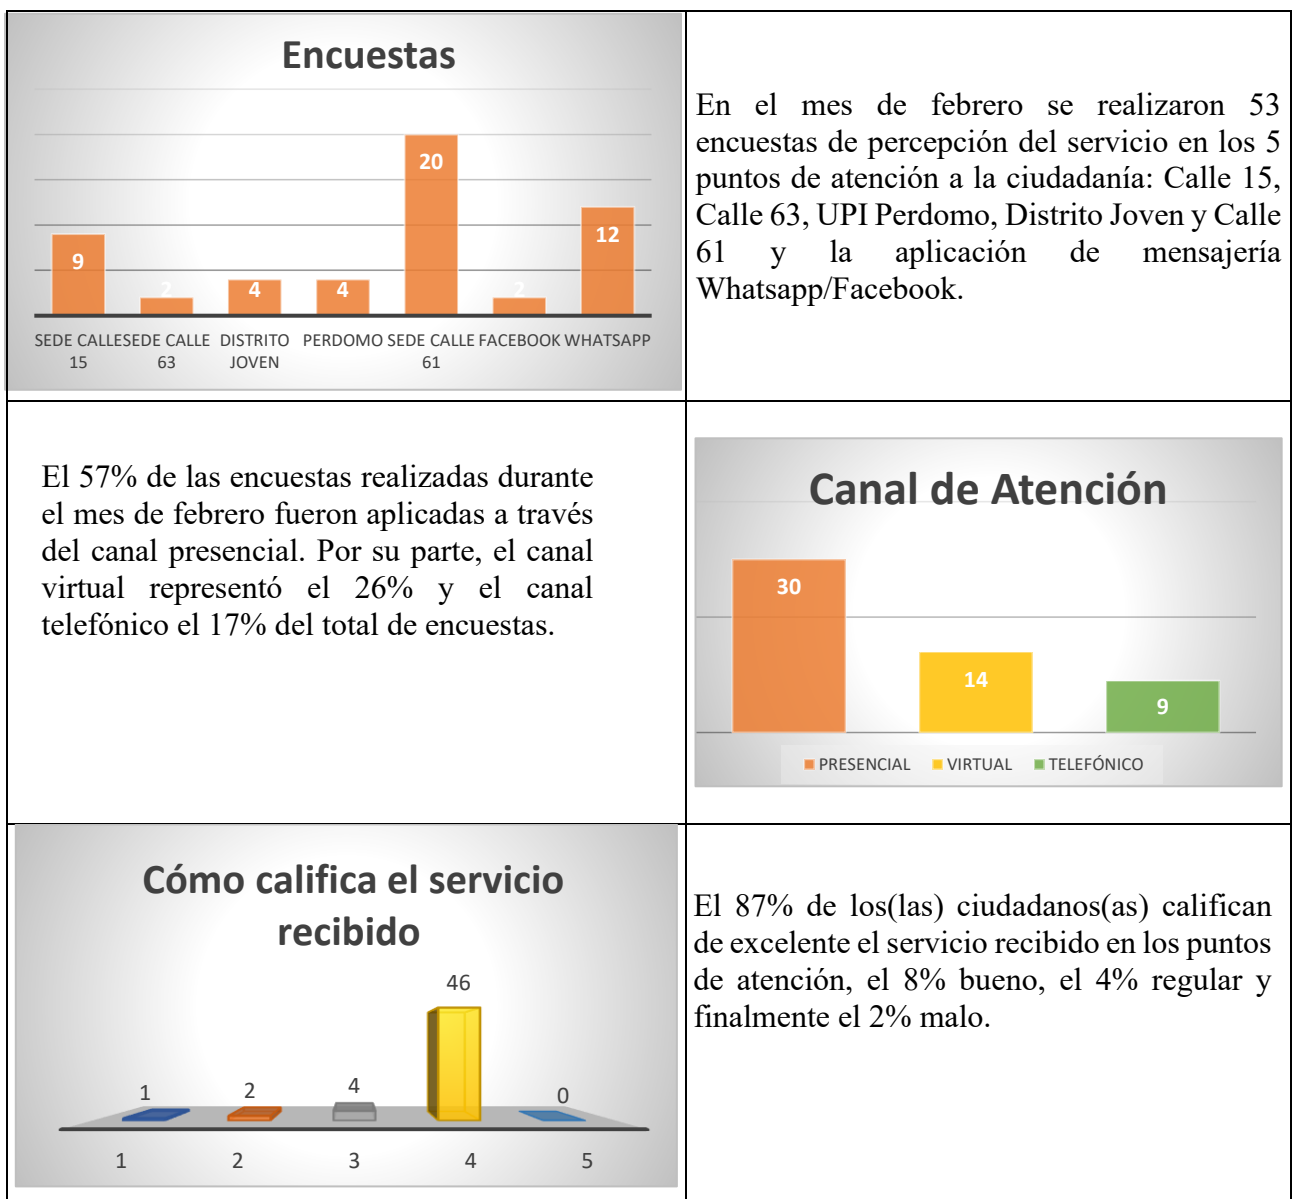 Encuestas
9
2
4
4
20
2
12
SEDE CALLE 15
SEDE CALLE 63
DISTRITO JOVEN
PERDOMO
SEDE CALLE 61
FACEBOOK
WHATSAPP
En el mes de febrero se realizaron 53
encuestas de percepción del servicio en los 5
puntos de atención a la ciudadanía: Calle 15,
Calle 63, UPI Perdomo, Distrito Joven y Calle
61 y la aplicación de mensajería
Whatsapp/Facebook.
El 57% de las encuestas realizadas durante
el mes de febrero fueron aplicadas a través
del canal presencial. Por su parte, el canal
virtual representó el 26% y el canal
telefónico el 17% del total de encuestas.
Canal de Atención
30
14
9
PRESENCIAL VIRTUAL TELEFÓNICO
Cómo califica el servicio
recibido
1
2
4
46
0
1 2 3 4 5
El 87% de los(las) ciudadanos(as) califican
de excelente el servicio recibido en los puntos
de atención, el 8% bueno, el 4% regular y
finalmente el 2% malo.